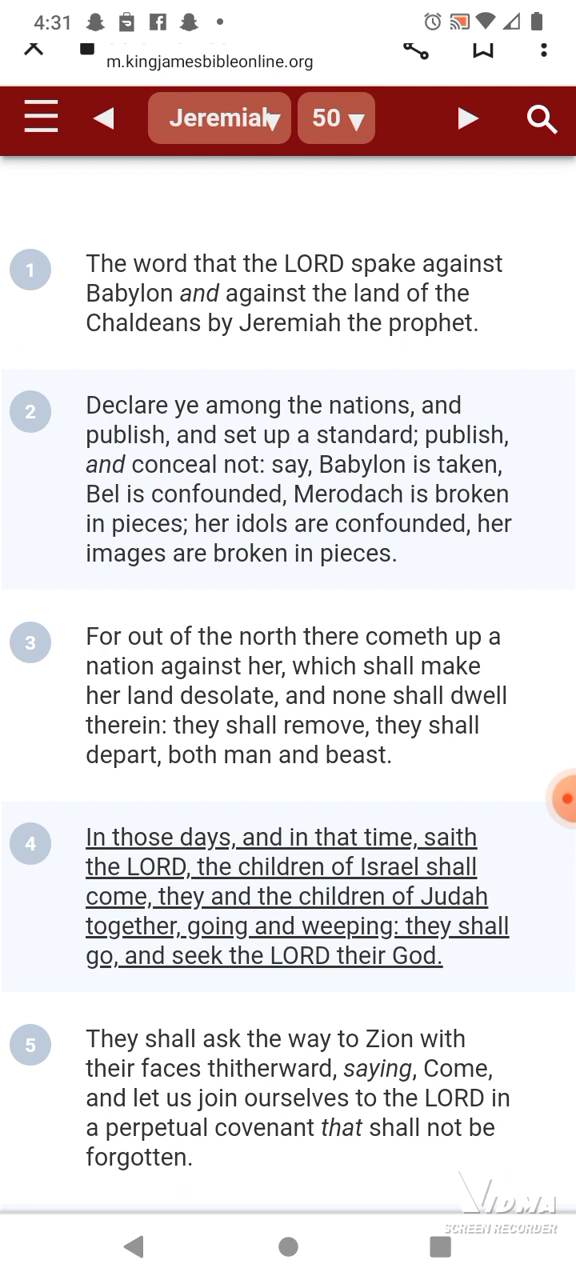 4:31
m.kingjamesbibleonline.org
Jeremiah 50
1
The word that the LORD spake against
Babylon and against the land of the
Chaldeans by Jeremiah the prophet.
2
Declare ye among the nations, and
publish, and set up a standard; publish,
and conceal not: say, Babylon is taken,
Bel is confounded, Merodach is broken
in pieces; her idols are confounded, her
images are broken in pieces.
3
For out of the north there cometh up a
nation against her, which shall make
her land desolate, and none shall dwell
therein: they shall remove, they shall
depart, both man and beast.
4
In those days, and in that time, saith
the LORD, the children of Israel shall
come, they and the children of Judah
together, going and weeping: they shall
go, and seek the LORD their God.
5
They shall ask the way to Zion with
their faces thitherward, saying, Come,
and let us join ourselves to the LORD in
a perpetual covenant that shall not be
forgotten.
VIDMA
SCREEN RECORDER